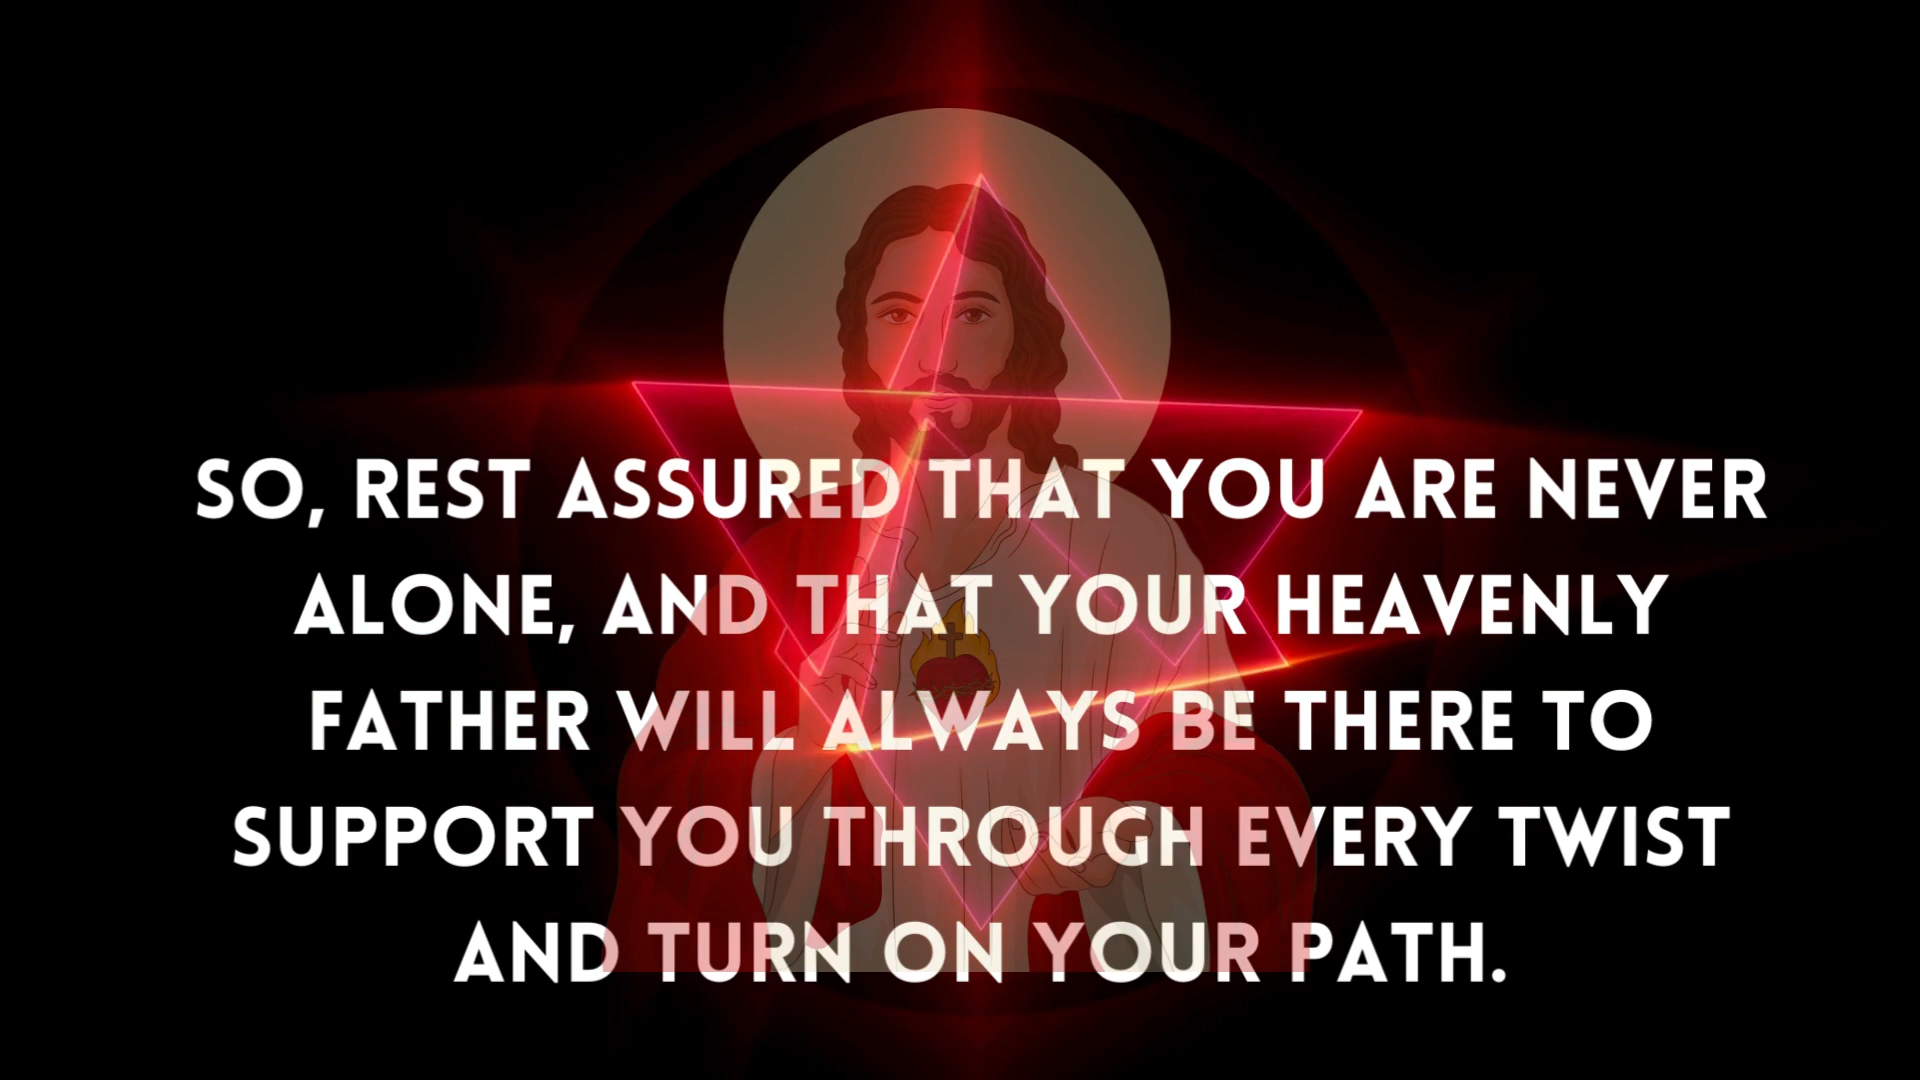 SO, REST ASSURED THAT YOU ARE NEVER
ALONE, AND THAT YOUR HEAVENLY
FATHER WILL ALWAYS BE THERE TO
SUPPORT YOU THROUGH EVERY TWIST
AND TURN ON YOUR PATH.